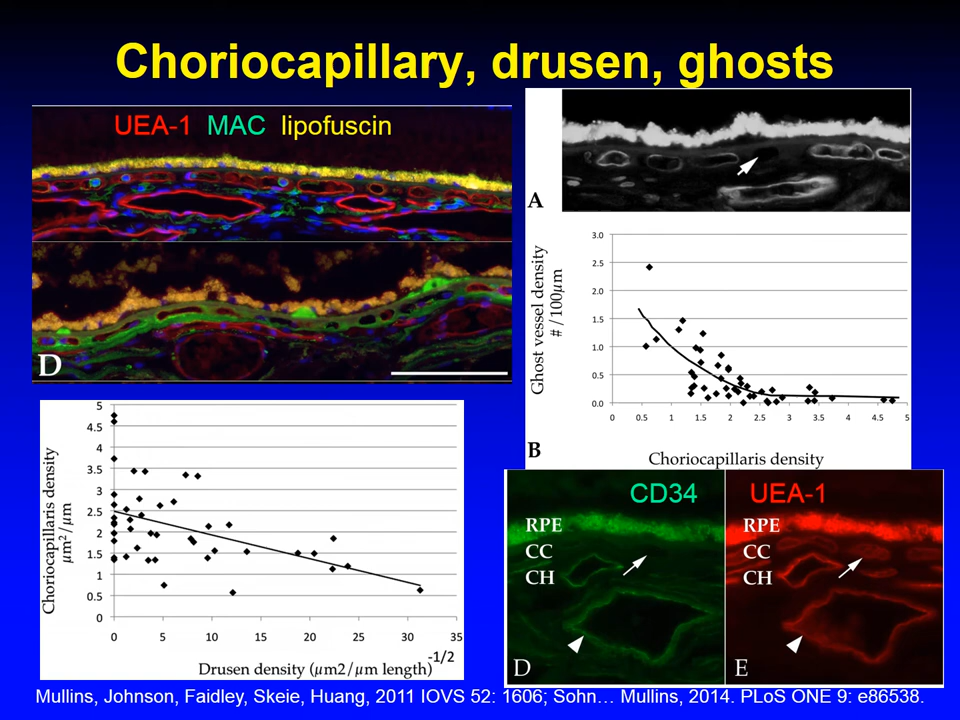 Choriocapillary, drusen, ghosts
UEA-1 MAC lipofuscin
D
A
Ghost vessel density
# /100µm
3.0
2.5
2.0
1.5
1.0
0.5
0.0
0 0.5 1 1.5 2 2.5 3 3.5 4 4.5 5
B
Choriocapillaris density
Choriocapillaris density
µm²/µm
5
4.5
4
3.5
3
2.5
2
1.5
1
0.5
0
0 5 10 15 20 25 30 35
Drusen density (µm2/µm length)-1/2
CD34
RPE
CC
CH
D
UEA-1
RPE
CC
CH
E
Mullins, Johnson, Faidley, Skeie, Huang, 2011 IOVS 52: 1606; Sohn… Mullins, 2014. PLoS ONE 9: e86538.